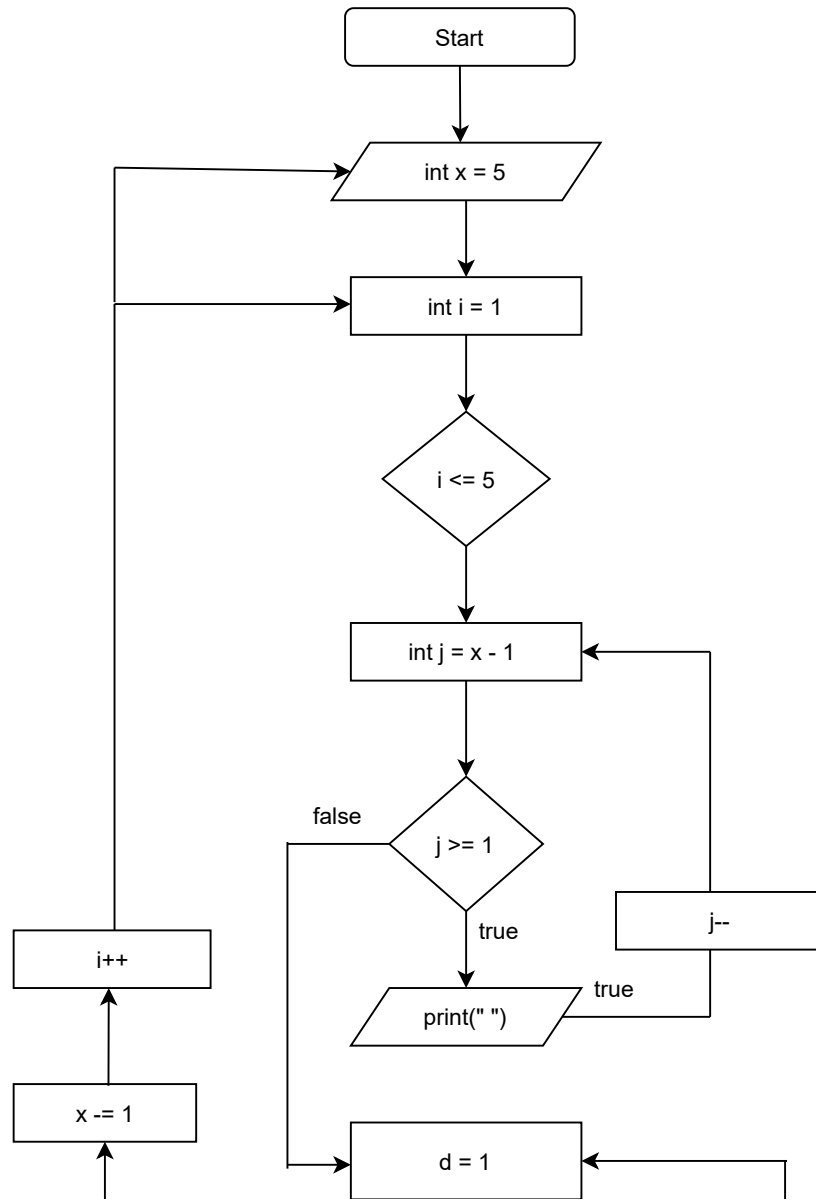 Start
int x = 5
int i = 1
i <= 5
int j = x - 1
false
j >= 1
true
j--
i++
true
print(" ")
x -= 1
d = 1